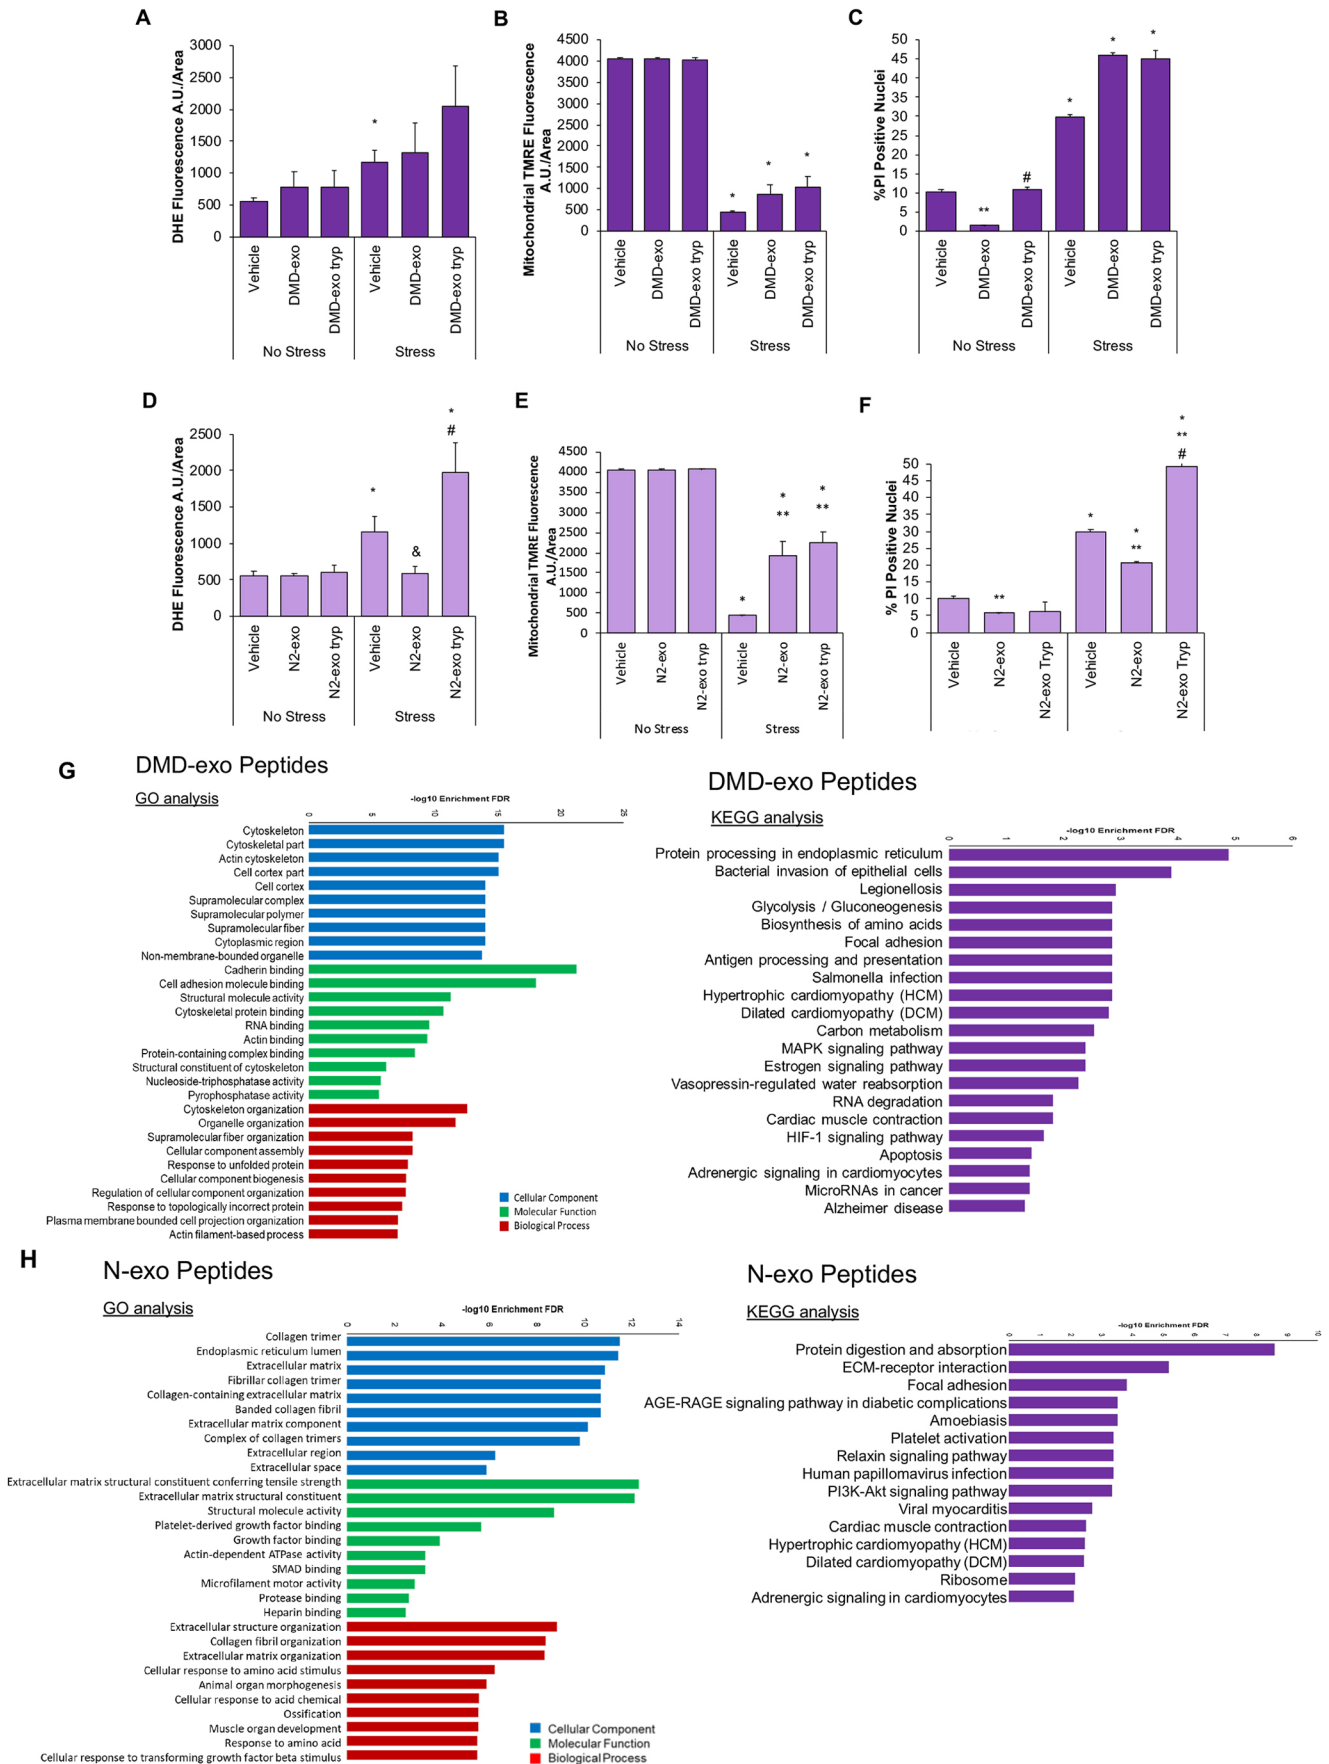 A
DHE Fluorescence A.U./Area
3000
2500
2000
1500
1000
500
0
*
Vehicle
DMD-exo
DMD-exo tryp
Vehicle
DMD-exo
DMD-exo tryp
No Stress
Stress
B
Mitochondrial TMRE Fluorescence
A.U./Area
4500
4000
3500
3000
2500
2000
1500
1000
500
0
*
*
*
Vehicle
DMD-exo
DMD-exo tryp
Vehicle
DMD-exo
DMD-exo tryp
No Stress
Stress
C
%PI Positive Nuclei
50
45
40
35
30
25
20
15
10
5
0
**
#
*
*
*
Vehicle
DMD-exo
DMD-exo tryp
Vehicle
DMD-exo
DMD-exo tryp
No Stress
Stress
D
DHE Fluorescence A.U./Area
2500
2000
1500
1000
500
0
*
&
*
#
Vehicle
N2-exo
N2-exo tryp
Vehicle
N2-exo
N2-exo tryp
No Stress
Stress
E
Mitochondrial TMRE Fluorescence
A.U./Area
4500
4000
3500
3000
2500
2000
1500
1000
500
0
*
*
**
*
**
Vehicle
N2-exo
N2-exo tryp
Vehicle
N2-exo
N2-exo tryp
No Stress
Stress
F
% PI Positive Nuclei
50
45
40
35
30
25
20
15
10
5
0
**
*
*
**
*
**
#
Vehicle
N2-exo
N2-exo Tryp
Vehicle
N2-exo
N2-exo Tryp
G
DMD-exo Peptides
GO analysis
-log10 Enrichment FDR
0 5 10 15 20 25
Cytoskeleton
Cytoskeletal part
Actin cytoskeleton
Cell cortex part
Cell cortex
Supramolecular complex
Supramolecular polymer
Supramolecular fiber
Cytoplasmic region
Non-membrane-bounded organelle
Cadherin binding
Cell adhesion molecule binding
Structural molecule activity
Cytoskeletal protein binding
RNA binding
Actin binding
Protein-containing complex binding
Structural constituent of cytoskeleton
Nucleoside-triphosphatase activity
Pyrophosphatase activity
Cytoskeleton organization
Organelle organization
Supramolecular fiber organization
Cellular component assembly
Response to unfolded protein
Cellular component biogenesis
Regulation of cellular component organization
Response to topologically incorrect protein
Plasma membrane bounded cell projection organization
Actin filament-based process
Cellular Component
Molecular Function
Biological Process
DMD-exo Peptides
KEGG analysis
-log10 Enrichment FDR
0 1 2 3 4 5 6
Protein processing in endoplasmic reticulum
Bacterial invasion of epithelial cells
Legionellosis
Glycolysis / Gluconeogenesis
Biosynthesis of amino acids
Focal adhesion
Antigen processing and presentation
Salmonella infection
Hypertrophic cardiomyopathy (HCM)
Dilated cardiomyopathy (DCM)
Carbon metabolism
MAPK signaling pathway
Estrogen signaling pathway
Vasopressin-regulated water reabsorption
RNA degradation
Cardiac muscle contraction
HIF-1 signaling pathway
Apoptosis
Adrenergic signaling in cardiomyocytes
MicroRNAs in cancer
Alzheimer disease
H
N-exo Peptides
GO analysis
-log10 Enrichment FDR
0 2 4 6 8 10 12 14
Collagen trimer
Endoplasmic reticulum lumen
Extracellular matrix
Fibrillar collagen trimer
Collagen-containing extracellular matrix
Banded collagen fibril
Extracellular matrix component
Complex of collagen trimers
Extracellular region
Extracellular space
Extracellular matrix structural constituent conferring tensile strength
Extracellular matrix structural constituent
Structural molecule activity
Platelet-derived growth factor binding
Growth factor binding
Actin-dependent ATPase activity
SMAD binding
Microfilament motor activity
Protease binding
Heparin binding
Extracellular structure organization
Collagen fibril organization
Extracellular matrix organization
Cellular response to amino acid stimulus
Animal organ morphogenesis
Cellular response to acid chemical
Ossification
Muscle organ development
Response to amino acid
Cellular response to transforming growth factor beta stimulus
Cellular Component
Molecular Function
Biological Process
N-exo Peptides
KEGG analysis
-log10 Enrichment FDR
0 1 2 3 4 5 6 7 8 9 10
Protein digestion and absorption
ECM-receptor interaction
Focal adhesion
AGE-RAGE signaling pathway in diabetic complications
Amoebiasis
Platelet activation
Relaxin signaling pathway
Human papillomavirus infection
PI3K-Akt signaling pathway
Viral myocarditis
Cardiac muscle contraction
Hypertrophic cardiomyopathy (HCM)
Dilated cardiomyopathy (DCM)
Ribosome
Adrenergic signaling in cardiomyocytes